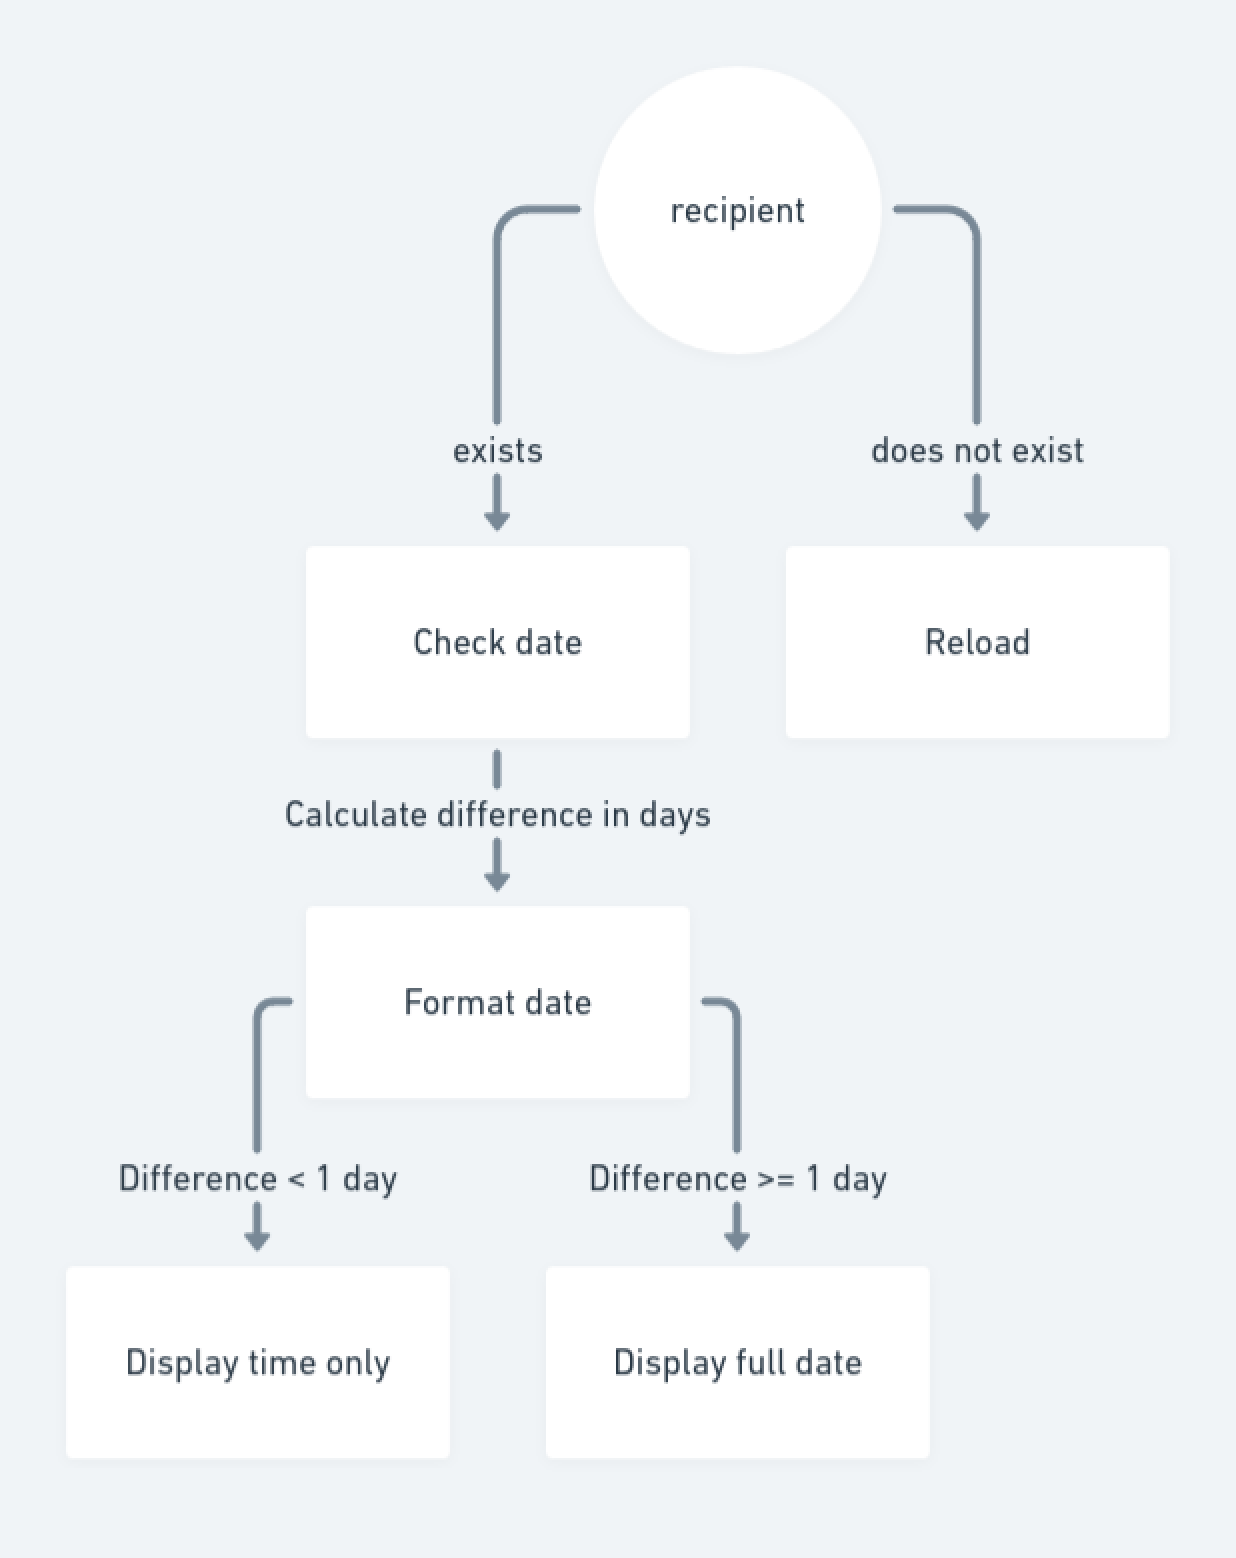 recipient
exists
does not exist
Check date
Reload
Calculate difference in days
Format date
Difference < 1 day
Difference >= 1 day
Display time only
Display full date